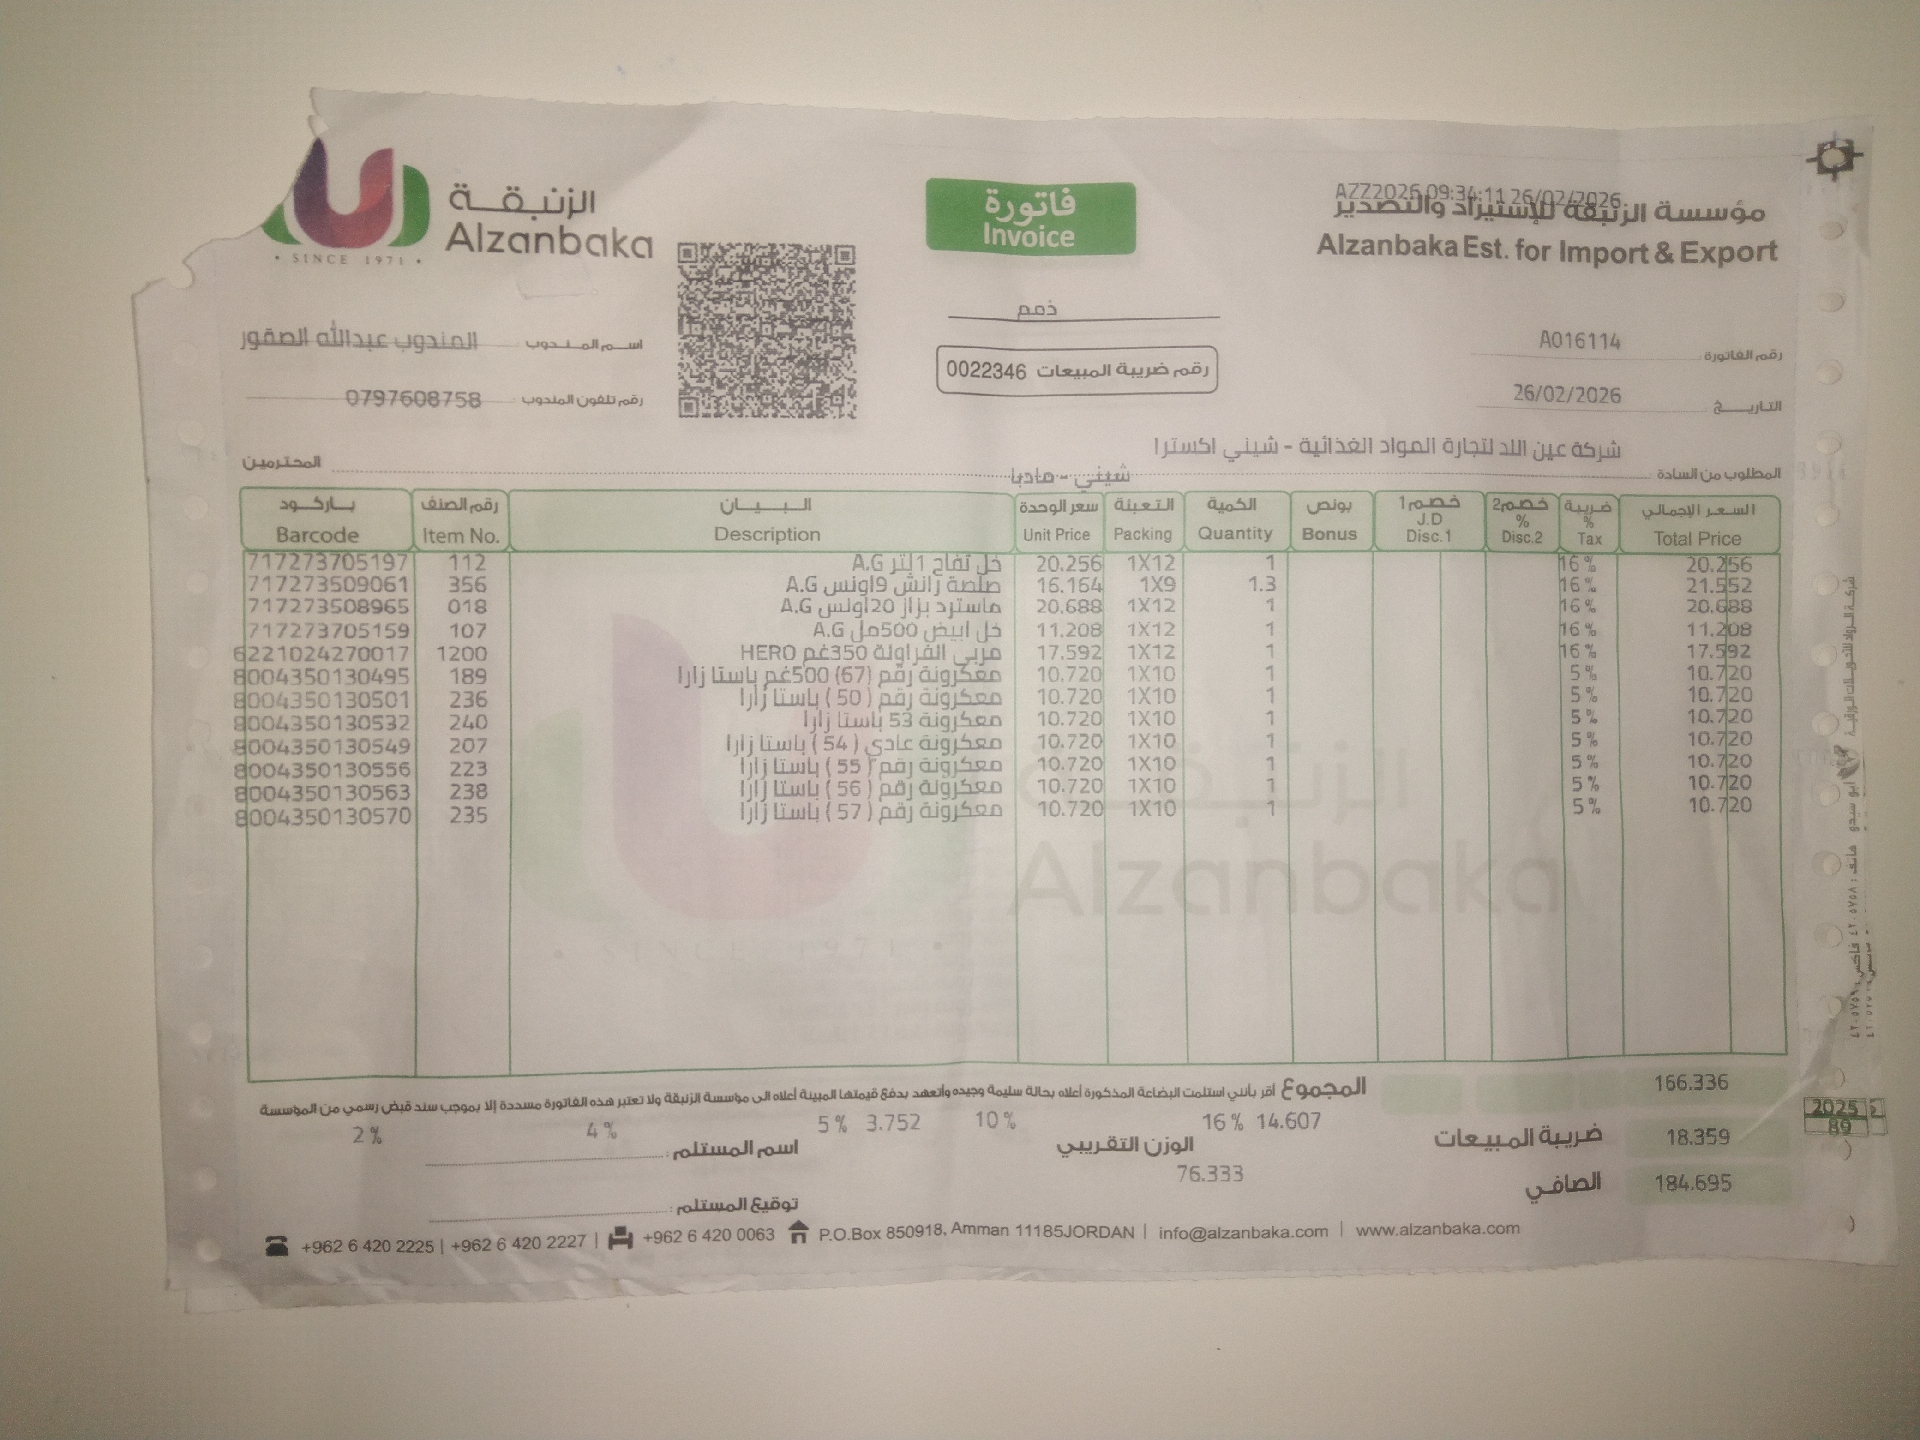 الزنبقة
Alzanbaka
• SINCE 1971 •
فاتورة
Invoice
AZZ2026 09:34:11 26/02/2026
مؤسسة الزنبقة للإستيراد والتصدير
Alzanbaka Est. for Import & Export
ذمم
اسم المندوب المندوب عبدالله الصقور
رقم ضريبة المبيعات 0022346
رقم الفاتورة A016114
رقم تلفون المندوب 0797608758
التاريخ 26/02/2026
المطلوب من السادة شركة عين اللد لتجارة المواد الغذائية - شيني اكسترا
شيني - مادبا
المحترمين
باركود رقم الصنف البيان سعر الوحدة التعبئة الكمية بونص خصم1 خصم2 ضريبة السعر الإجمالي
Barcode Item No. Description Unit Price Packing Quantity Bonus J.D Disc.1 % Disc.2 % Tax Total Price
717273705197 112 خل تفاح 1لتر A.G 20.256 1X12 1 16 % 20.256
717273509061 356 صلصة رانش 9اونس A.G 16.164 1X9 1.3 16 % 21.552
717273508965 018 ماسترد بزاز 20اونس A.G 20.688 1X12 1 16 % 20.688
717273705159 107 خل ابيض 500مل A.G 11.208 1X12 1 16 % 11.208
6221024270017 1200 مربى الفراولة 350غم HERO 17.592 1X12 1 16 % 17.592
8004350130495 189 معكرونة رقم (67) 500غم باستا زارا 10.720 1X10 1 5 % 10.720
8004350130501 236 معكرونة رقم ( 50 ) باستا زارا 10.720 1X10 1 5 % 10.720
8004350130532 240 معكرونة 53 باستا زارا 10.720 1X10 1 5 % 10.720
8004350130549 207 معكرونة عادي ( 54 ) باستا زارا 10.720 1X10 1 5 % 10.720
8004350130556 223 معكرونة رقم ( 55 ) باستا زارا 10.720 1X10 1 5 % 10.720
8004350130563 238 معكرونة رقم ( 56 ) باستا زارا 10.720 1X10 1 5 % 10.720
8004350130570 235 معكرونة رقم ( 57 ) باستا زارا 10.720 1X10 1 5 % 10.720
الزنبقة
Alzanbaka
• SINCE 1971 •
المجموع 166.336
أقر بأنني استلمت البضاعة المذكورة أعلاه بحالة سليمة وجيده وأتعهد بدفع قيمتها المبينة أعلاه الى مؤسسة الزنبقة ولا تعتبر هذه الفاتورة مسددة إلا بموجب سند قبض رسمي من المؤسسة
2 % 4 % 5 % 3.752 10 % 16 % 14.607
ضريبة المبيعات 18.359
اسم المستلم :
الوزن التقريبي
76.333
الصافي 184.695
توقيع المستلم :
+962 6 420 2225 | +962 6 420 2227 | +962 6 420 0063 P.O.Box 850918, Amman 11185JORDAN | info@alzanbaka.com | www.alzanbaka.com
2025
89